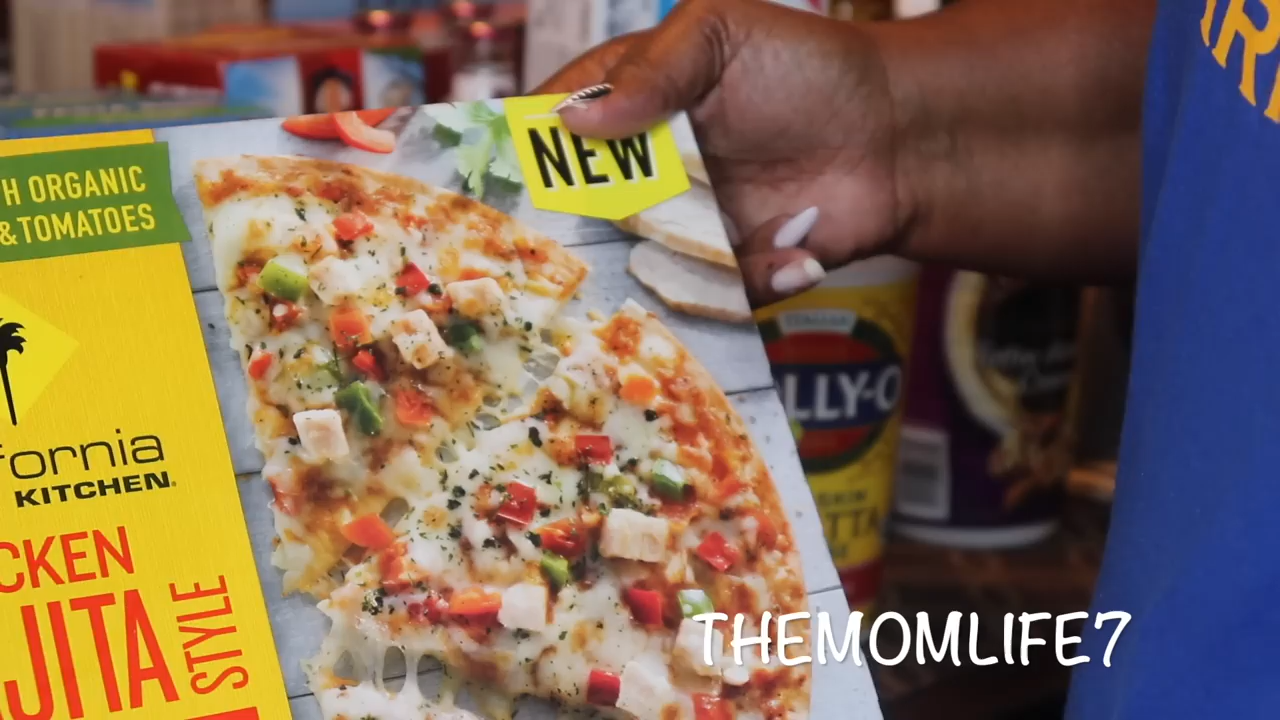 NEW
H ORGANIC
& TOMATOES
fornia
KITCHEN
CKEN
JITA
STYLE
LLY-O
THEMOMLIFE7